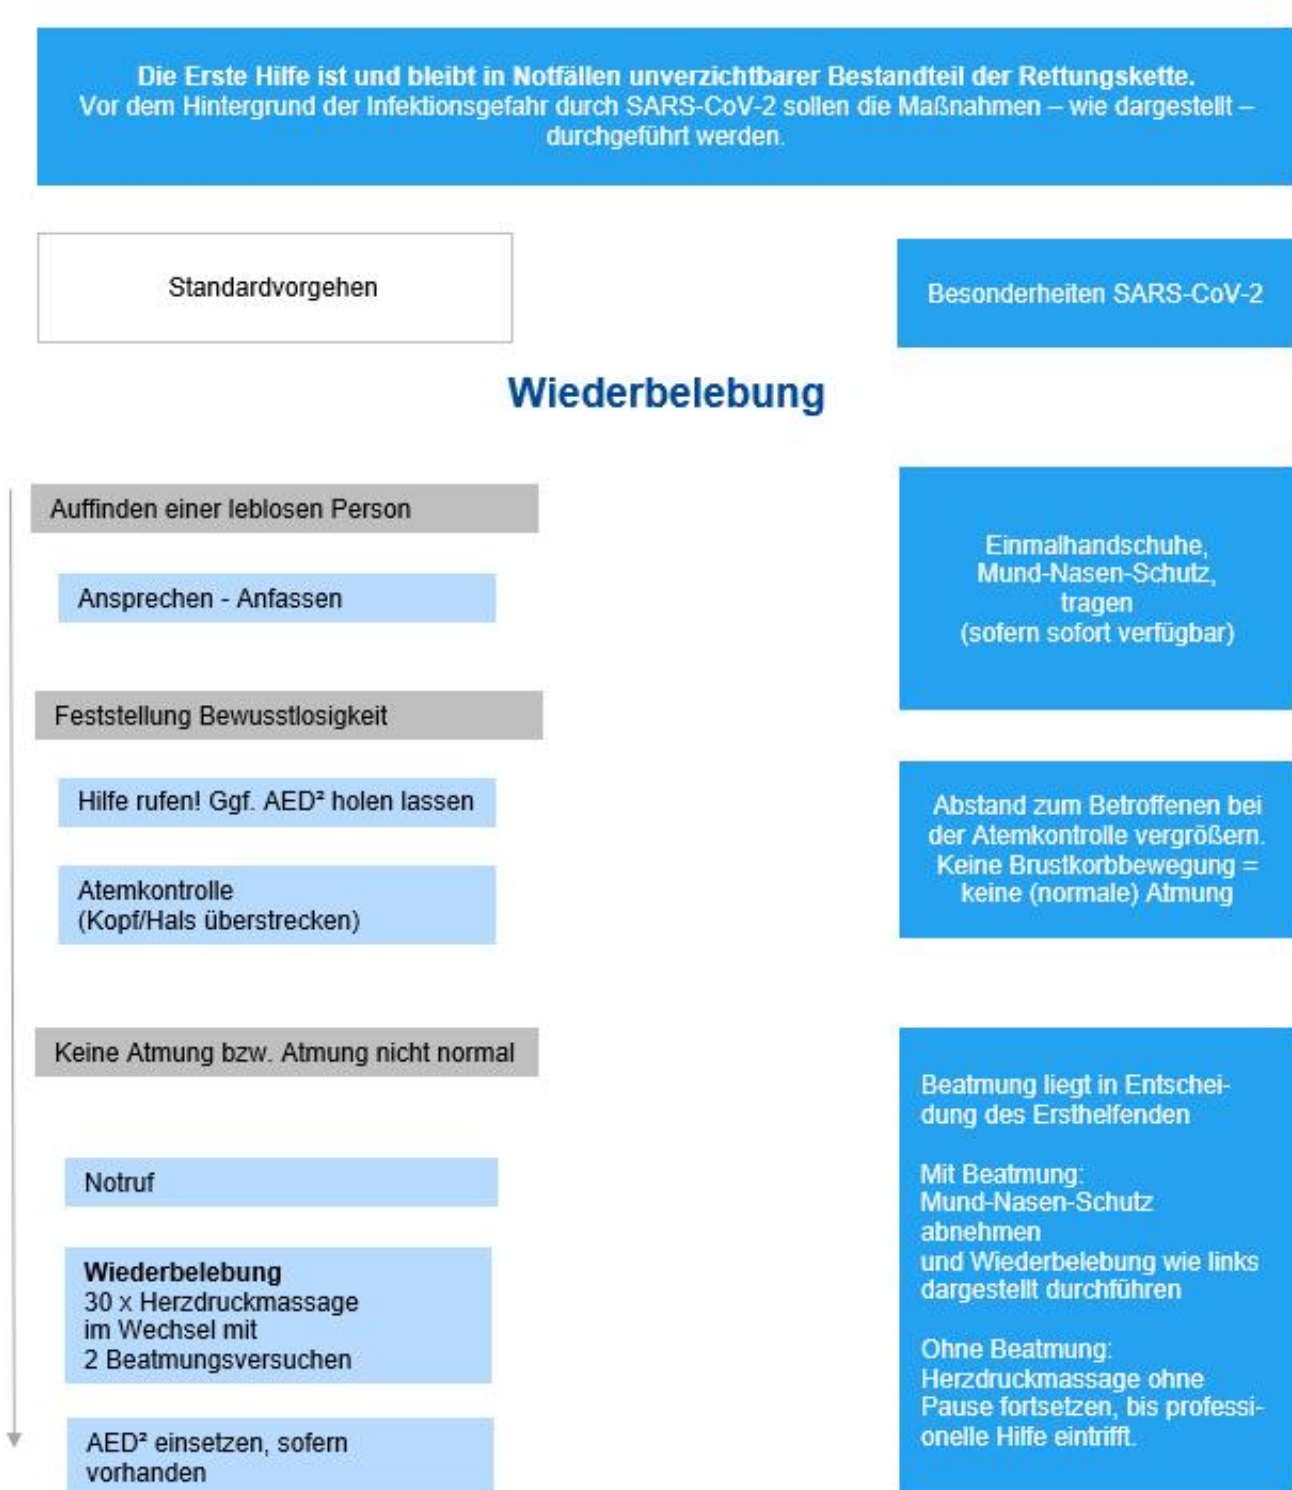 Die Erste Hilfe ist und bleibt in Notfällen unverzichtbarer Bestandteil der Rettungskette.
Vor dem Hintergrund der Infektionsgefahr durch SARS-CoV-2 sollen die Maßnahmen – wie dargestellt –
durchgeführt werden.
Standardvorgehen
Besonderheiten SARS-CoV-2
Wiederbelebung
Auffinden einer leblosen Person
Ansprechen - Anfassen
Einmalhandschuhe,
Mund-Nasen-Schutz,
tragen
(sofern sofort verfügbar)
Feststellung Bewusstlosigkeit
Hilfe rufen! Ggf. AED² holen lassen
Atemkontrolle
(Kopf/Hals überstrecken)
Abstand zum Betroffenen bei
der Atemkontrolle vergrößern.
Keine Brustkorbbewegung =
keine (normale) Atmung
Keine Atmung bzw. Atmung nicht normal
Notruf
Wiederbelebung
30 x Herzdruckmassage
im Wechsel mit
2 Beatmungsversuchen
AED² einsetzen, sofern
vorhanden
Beatmung liegt in Entschei-
dung des Ersthelfenden
Mit Beatmung:
Mund-Nasen-Schutz
abnehmen
und Wiederbelebung wie links
dargestellt durchführen
Ohne Beatmung:
Herzdruckmassage ohne
Pause fortsetzen, bis professi-
onelle Hilfe eintrifft.